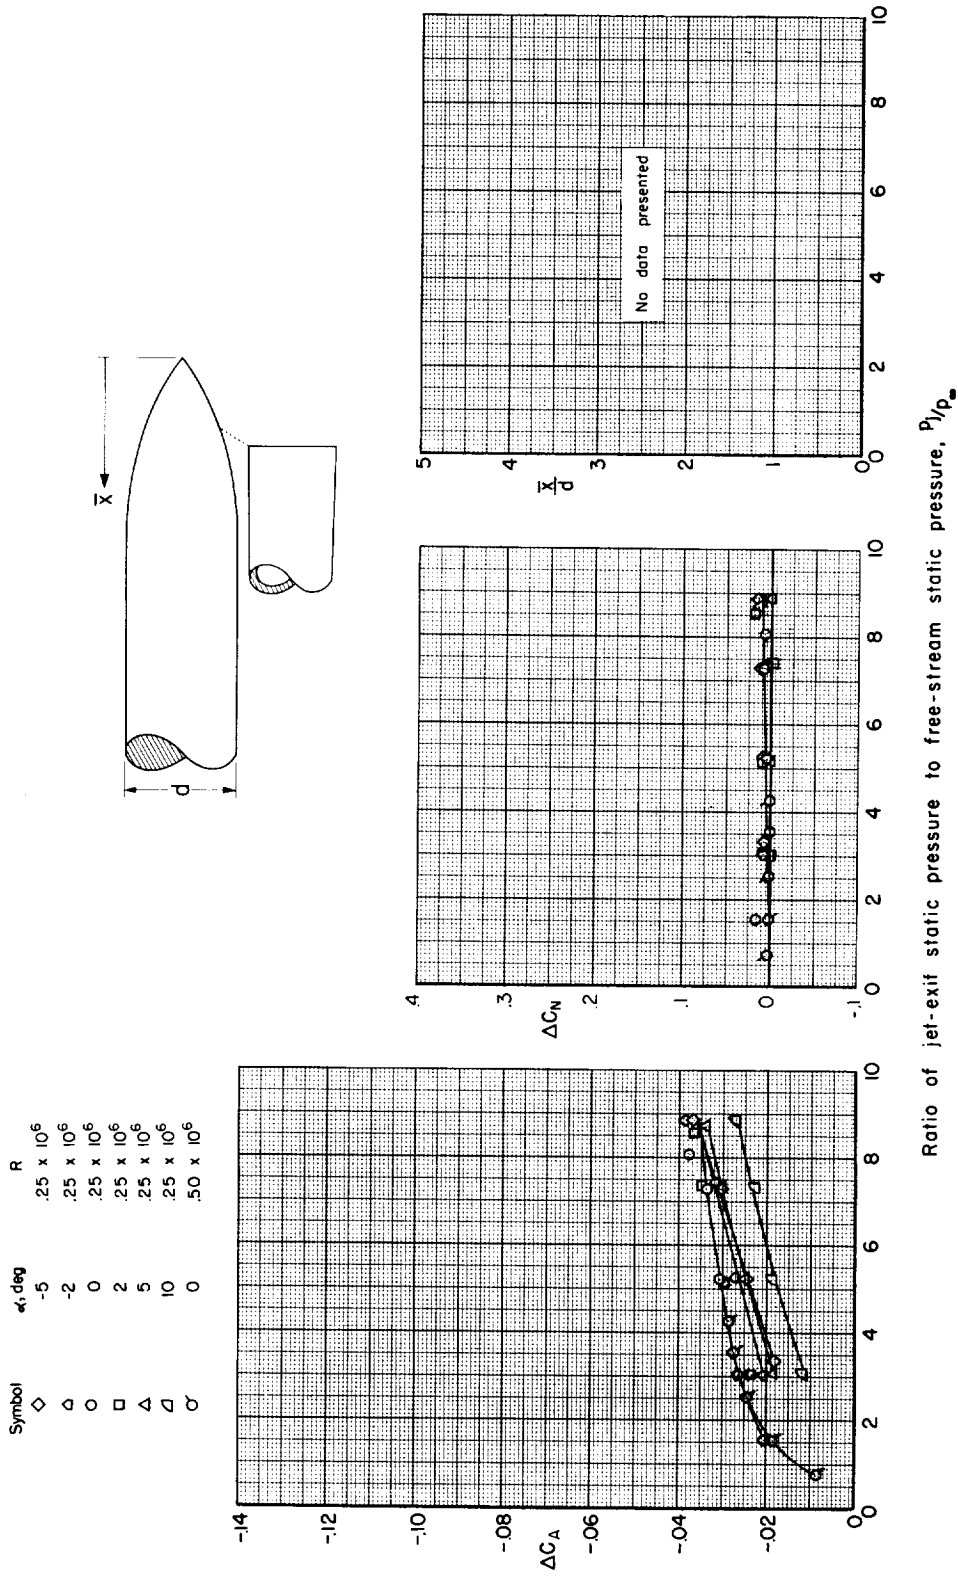 Symbol α, deg R
-5 .25 x 10⁶
-2 .25 x 10⁶
0 .25 x 10⁶
2 .25 x 10⁶
5 .25 x 10⁶
10 .25 x 10⁶
0 .50 x 10⁶
x̄
d
-.14
-.12
-.10
-.08
-.06
-.04
-.02
0
ΔC_A
0 2 4 6 8 10
.4
.3
.2
.1
0
-.1
ΔC_N
0 2 4 6 8 10
5
4
3
2
1
0
x̄/d
No data presented
0 2 4 6 8 10
Ratio of jet-exit static pressure to free-stream static pressure, p_j/p_∞